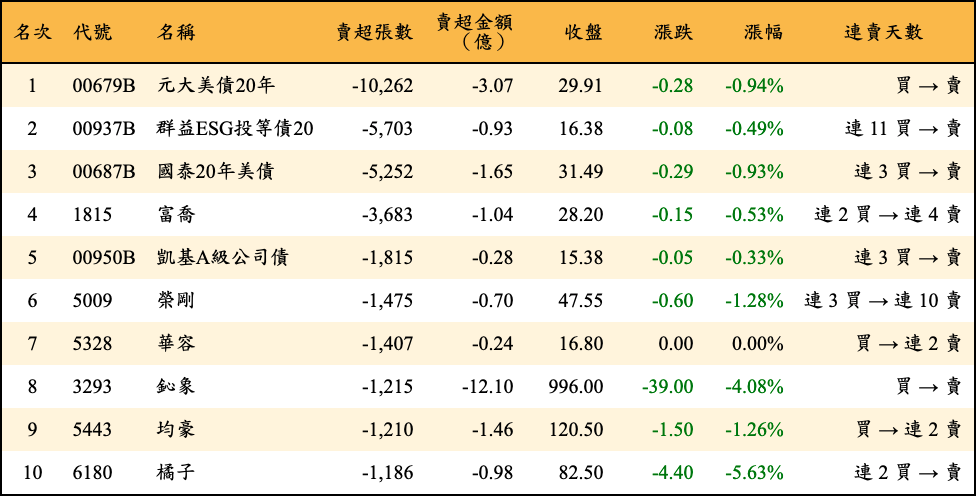 名次 代號 名稱 賣超張數 賣超金額（億） 收盤 漲跌 漲幅 連賣天數
1 00679B 元大美債20年 -10,262 -3.07 29.91 -0.28 -0.94% 買 → 賣
2 00937B 群益ESG投等債20 -5,703 -0.93 16.38 -0.08 -0.49% 連 11 買 → 賣
3 00687B 國泰20年美債 -5,252 -1.65 31.49 -0.29 -0.93% 連 3 買 → 賣
4 1815 富喬 -3,683 -1.04 28.20 -0.15 -0.53% 連 2 買 → 連 4 賣
5 00950B 凱基A級公司債 -1,815 -0.28 15.38 -0.05 -0.33% 連 3 買 → 賣
6 5009 榮剛 -1,475 -0.70 47.55 -0.60 -1.28% 連 3 買 → 連 10 賣
7 5328 華容 -1,407 -0.24 16.80 0.00 0.00% 買 → 連 2 賣
8 3293 鈊象 -1,215 -12.10 996.00 -39.00 -4.08% 買 → 賣
9 5443 均豪 -1,210 -1.46 120.50 -1.50 -1.26% 買 → 連 2 賣
10 6180 橘子 -1,186 -0.98 82.50 -4.40 -5.63% 連 2 買 → 賣